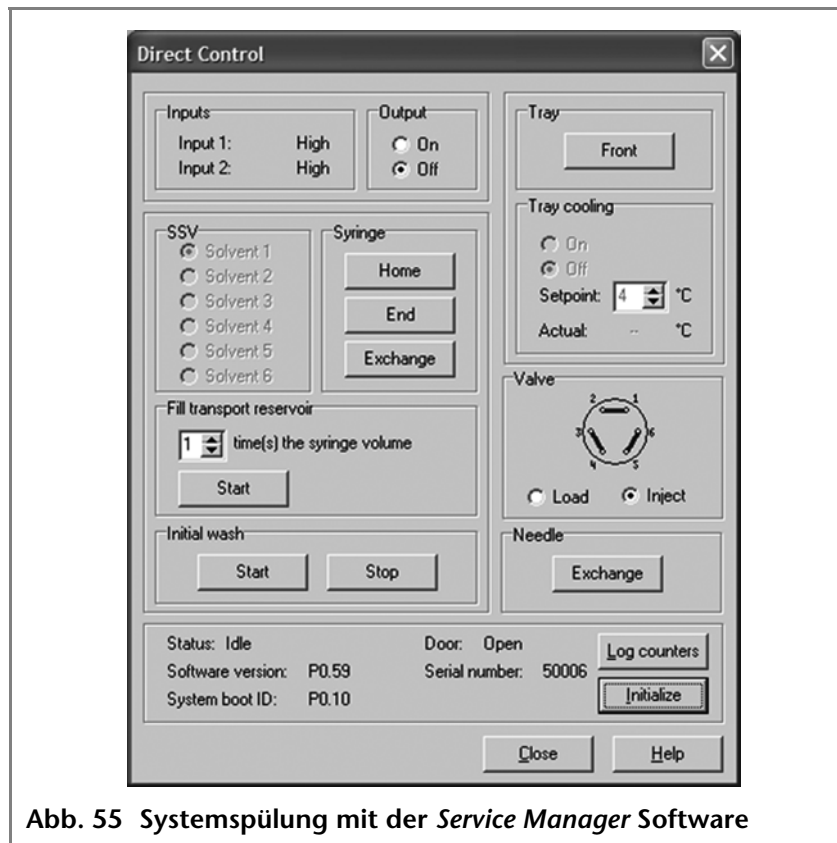 Direct Control
Inputs
Input 1: High
Input 2: High
Output
On
Off
SSV
Solvent 1
Solvent 2
Solvent 3
Solvent 4
Solvent 5
Solvent 6
Syringe
Home
End
Exchange
Fill transport reservoir
1 time(s) the syringe volume
Start
Initial wash
Start Stop
Tray
Front
Tray cooling
On
Off
Setpoint: 4 °C
Actual: -- °C
Valve
2 1
3 6
4 5
Load Inject
Needle
Exchange
Status: Idle Door: Open
Log counters
Software version: P0.59 Serial number: 50006
System boot ID: P0.10
Initialize
Close Help
Abb. 55 Systemspülung mit der Service Manager Software